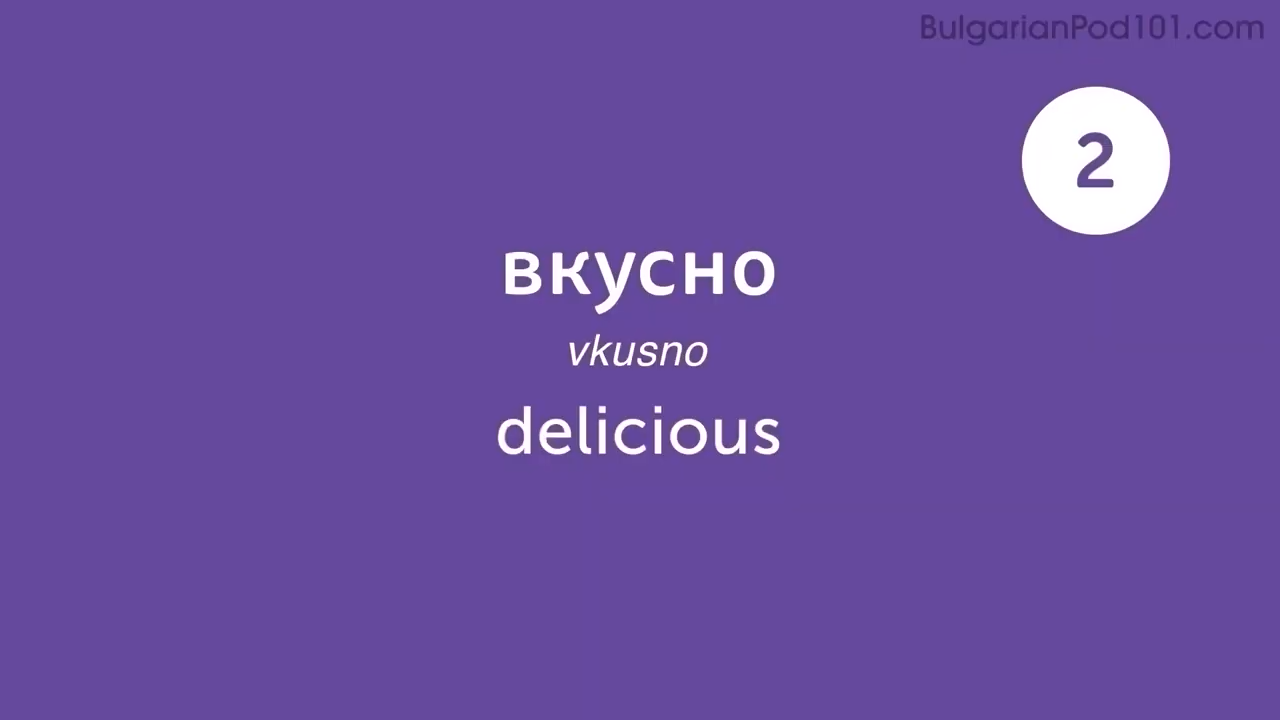 BulgarianPod101.com
2
вкусно
vkusno
delicious